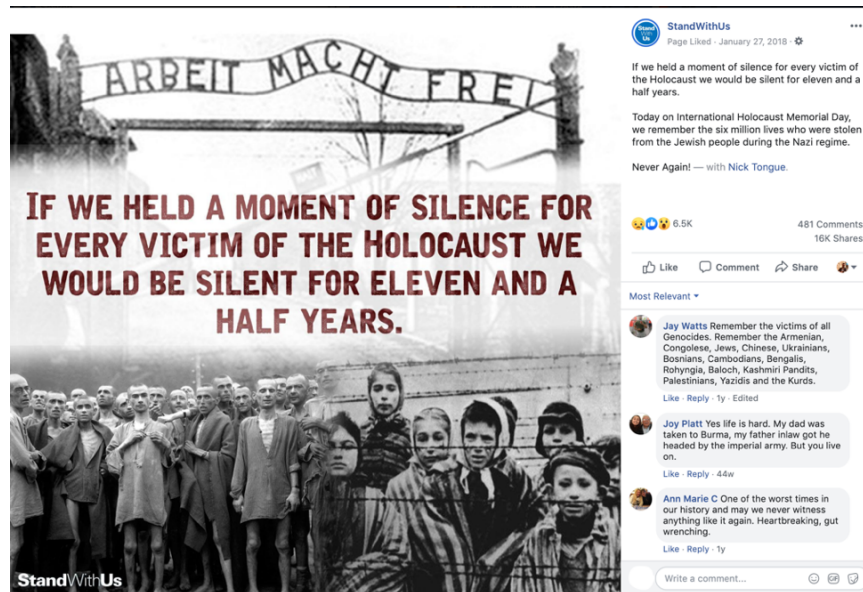 ARBEIT MACHT FREI
IF WE HELD A MOMENT OF SILENCE FOR
EVERY VICTIM OF THE HOLOCAUST WE
WOULD BE SILENT FOR ELEVEN AND A
HALF YEARS.
StandWithUs
Stand
With
Us
StandWithUs
Page Liked · January 27, 2018 ·
If we held a moment of silence for every victim of
the Holocaust we would be silent for eleven and a
half years.
Today on International Holocaust Memorial Day,
we remember the six million lives who were stolen
from the Jewish people during the Nazi regime.
Never Again! — with Nick Tongue.
6.5K
481 Comments
16K Shares
Like Comment Share
Most Relevant
Jay Watts Remember the victims of all
Genocides. Remember the Armenian,
Congolese, Jews, Chinese, Ukrainians,
Bosnians, Cambodians, Bengalis,
Rohyngia, Baloch, Kashmiri Pandits,
Palestinians, Yazidis and the Kurds.
Like · Reply · 1y · Edited
Joy Platt Yes life is hard. My dad was
taken to Burma, my father inlaw got he
headed by the imperial army. But you live
on.
Like · Reply · 44w
Ann Marie C One of the worst times in
our history and may we never witness
anything like it again. Heartbreaking, gut
wrenching.
Like · Reply · 1y
Write a comment...
GIF